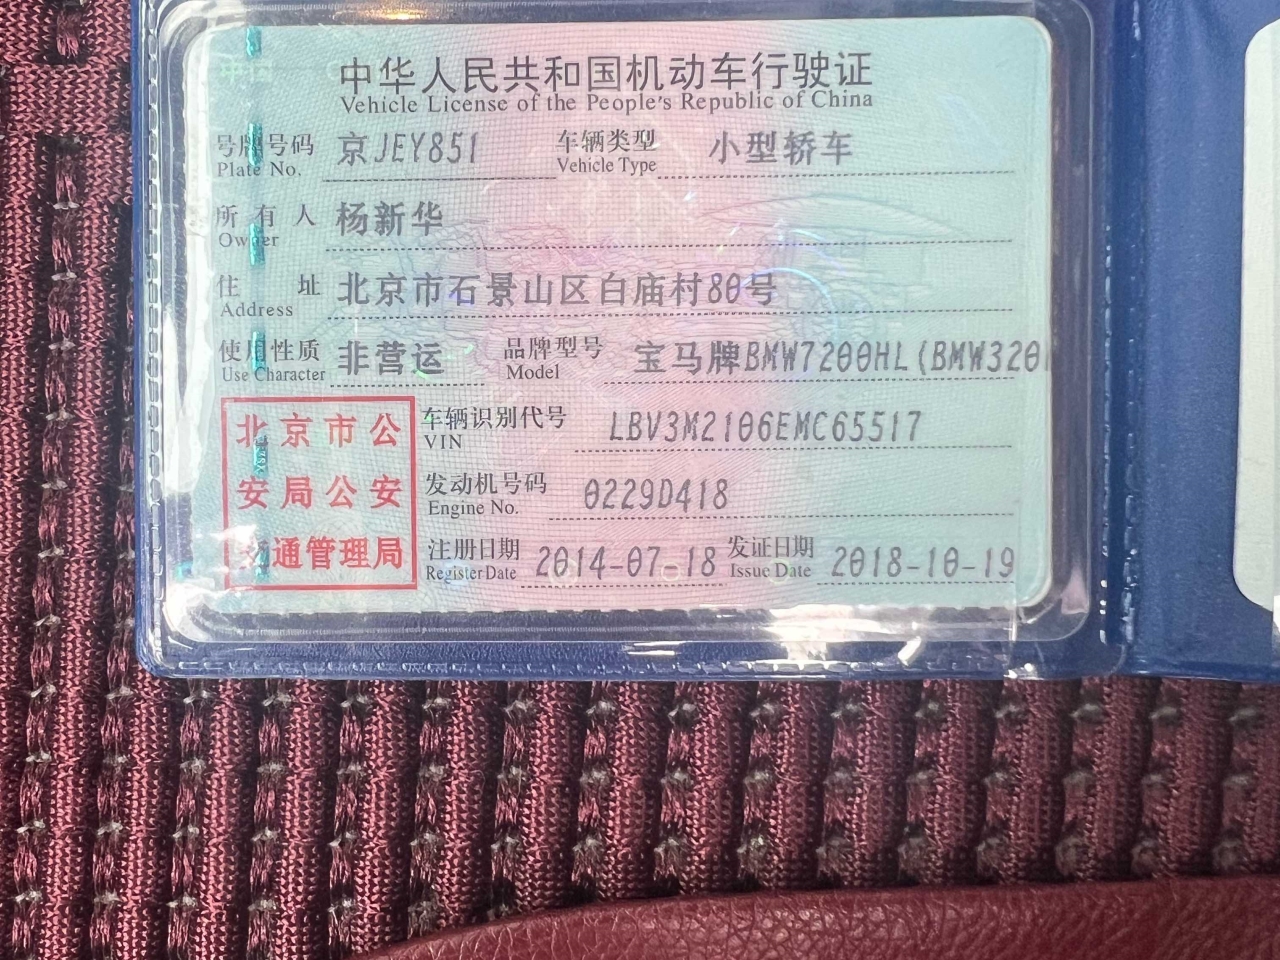 中华人民共和国机动车行驶证
Vehicle License of the People's Republic of China
号牌号码 京JEY851 车辆类型 小型轿车
Plate No. Vehicle Type
所有人 杨新华
Owner
住址 北京市石景山区白庙村80号
Address
使用性质 非营运 品牌型号 宝马牌BMW7200HL(BMW320
Use Character Model
车辆识别代号 LBV3M2106EMC65517
VIN
发动机号码 0229D418
Engine No.
注册日期 2014-07-18 发证日期 2018-10-19
Register Date Issue Date
北京市公
安局公安
交通管理局